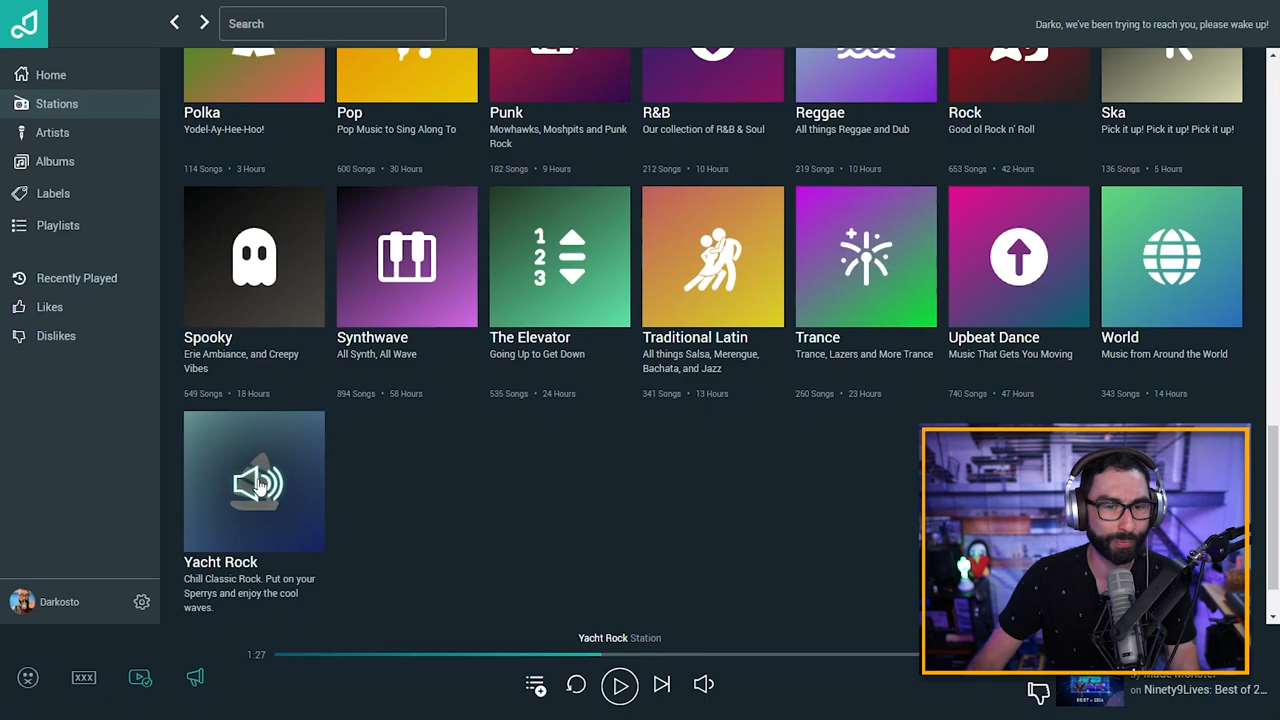 Search
Darko, we've been trying to reach you, please wake up!
Home
Stations
Artists
Albums
Labels
Playlists
Recently Played
Likes
Dislikes
Darkosto
Polka
Yodel-Ay-Hee-Hoo!
114 Songs • 3 Hours
Pop
Pop Music to Sing Along To
600 Songs • 30 Hours
Punk
Mowhawks, Moshpits and Punk
Rock
182 Songs • 9 Hours
R&B
Our collection of R&B & Soul
212 Songs • 10 Hours
Reggae
All things Reggae and Dub
219 Songs • 10 Hours
Rock
Good ol Rock n' Roll
653 Songs • 42 Hours
Ska
Pick it up! Pick it up! Pick it up!
136 Songs • 5 Hours
Spooky
Erie Ambiance, and Creepy
Vibes
549 Songs • 18 Hours
Synthwave
All Synth, All Wave
894 Songs • 58 Hours
1
2
3
The Elevator
Going Up to Get Down
535 Songs • 24 Hours
Traditional Latin
All things Salsa, Merengue,
Bachata, and Jazz
341 Songs • 13 Hours
Trance
Trance, Lazers and More Trance
260 Songs • 23 Hours
Upbeat Dance
Music That Gets You Moving
740 Songs • 47 Hours
World
Music from Around the World
343 Songs • 14 Hours
Yacht Rock
Chill Classic Rock. Put on your
Sperrys and enjoy the cool
waves.
Yacht Rock Station
1:27
XXX
on Ninety9Lives: Best of 2...